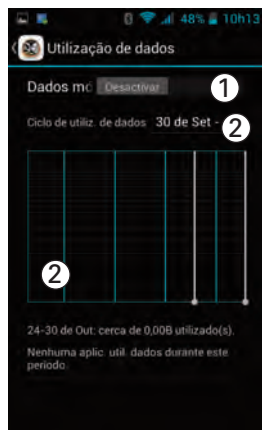 48% 10h13
Utilização de dados
Dados mó Desactivar 1
Ciclo de utiliz. de dados 30 de Set - 2
2
24-30 de Out: cerca de 0,00B utilizado(s).
Nenhuma aplic. util. dados durante este
período.